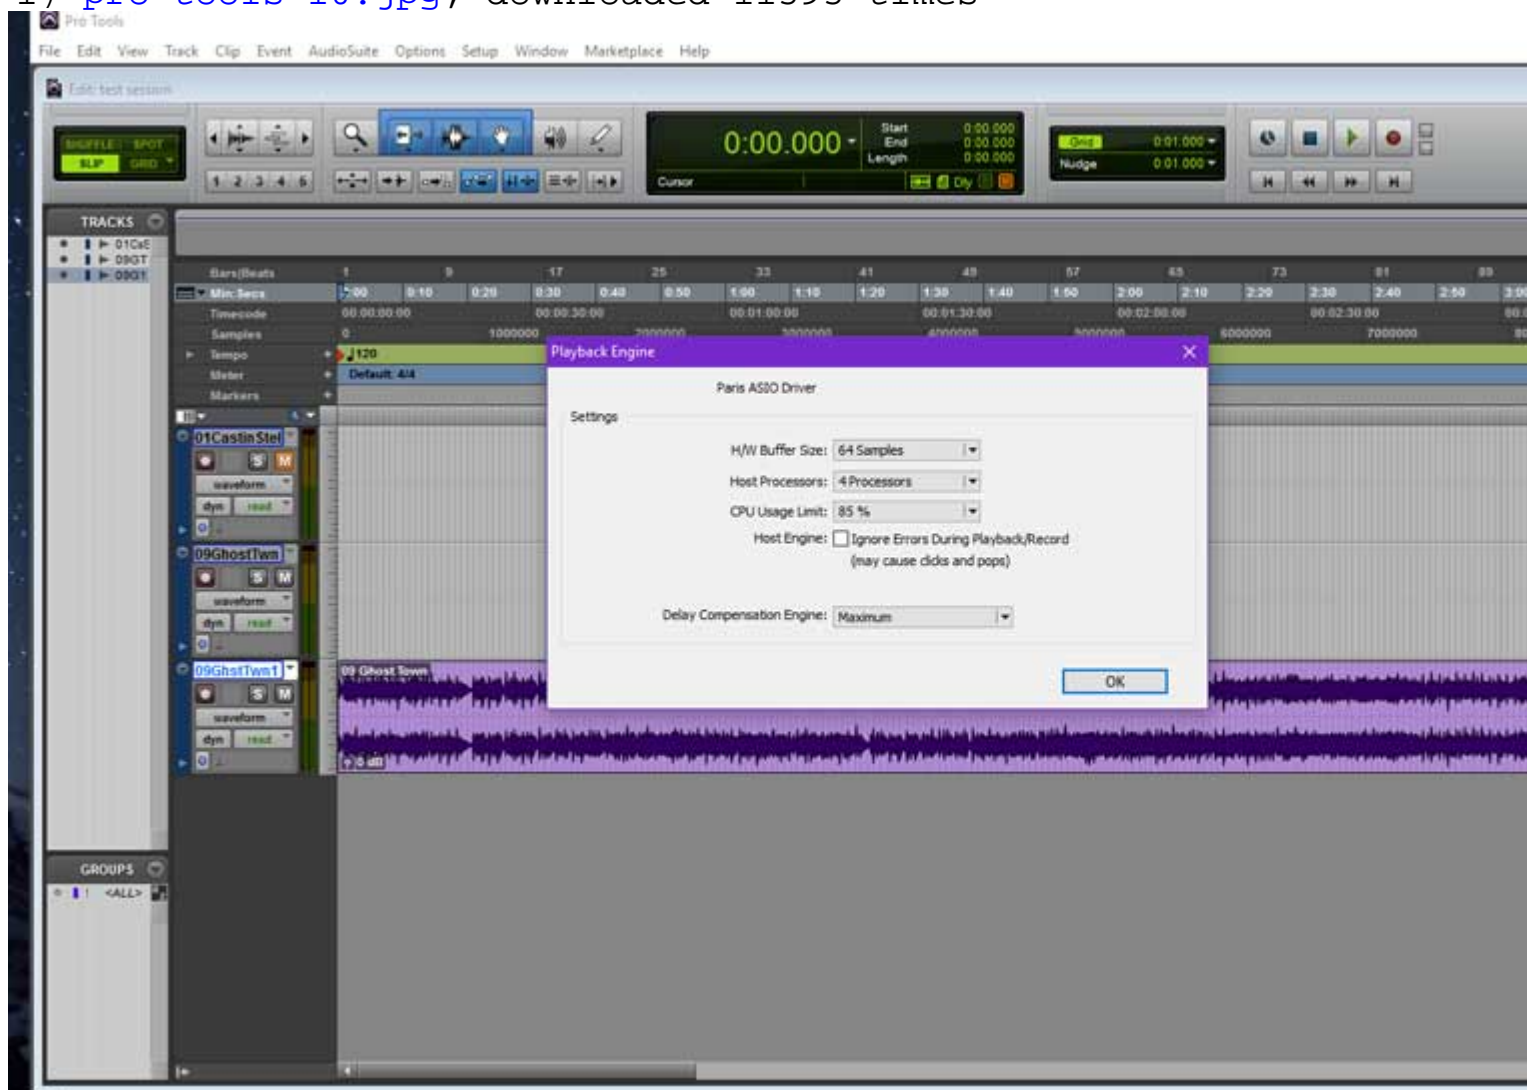 Pro Tools
File Edit View Track Clip Event AudioSuite Options Setup Window Marketplace Help
Edit: test session
SHUFFLE SPOT
SLIP GRID
1 2 3 4 5
0:00.000
Start 0:00.000
End 0:00.000
Length 0:00.000
Cursor
Dly
Grid 0:01.000
Nudge 0:01.000
TRACKS
01CsS
09GT
09GT
Bars|Beats 1 9 17 25 33 41 49 57 65 73 81 89
Min:Secs 0:00 0:10 0:20 0:30 0:40 0:50 1:00 1:10 1:20 1:30 1:40 1:50 2:00 2:10 2:20 2:30 2:40 2:50 3:00
Timecode 00:00:00:00 00:00:30:00 00:01:00:00 00:01:30:00 00:02:00:00 00:02:30:00
Samples 0 1000000 2000000 3000000 4000000 5000000 6000000 7000000
Tempo 120
Meter Default: 4/4
Markers
Playback Engine
Paris ASIO Driver
Settings
H/W Buffer Size: 64 Samples
Host Processors: 4 Processors
CPU Usage Limit: 85 %
Host Engine: Ignore Errors During Playback/Record
(may cause clicks and pops)
Delay Compensation Engine: Maximum
OK
01CastinStel
S M
waveform
dyn read
09GhostTwn
S M
waveform
dyn read
09GhstTwn1
S M
waveform
dyn read
09 Ghost Town
0 dB
GROUPS
! <ALL>